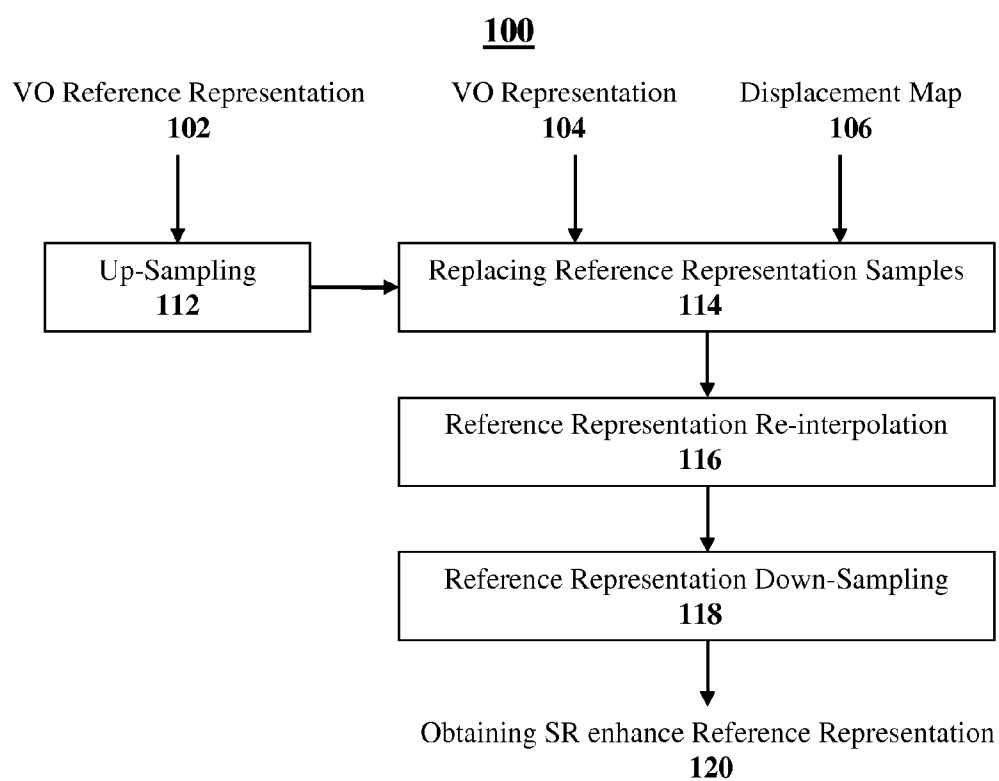 100
VO Reference Representation
102
VO Representation
104
Displacement Map
106
Up-Sampling
112
Replacing Reference Representation Samples
114
Reference Representation Re-interpolation
116
Reference Representation Down-Sampling
118
Obtaining SR enhance Reference Representation
120